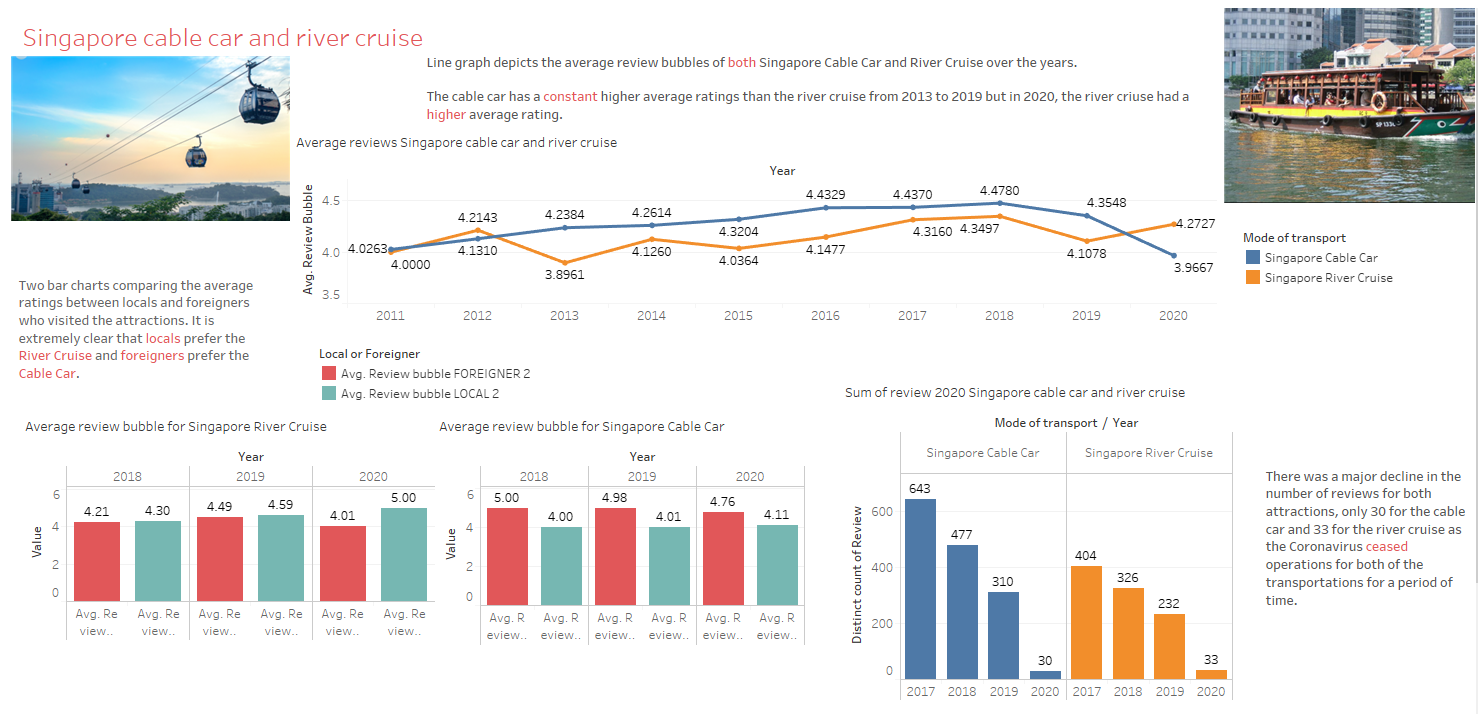 Singapore cable car and river cruise
Line graph depicts the average review bubbles of both Singapore Cable Car and River Cruise over the years.
The cable car has a constant higher average ratings than the river cruise from 2013 to 2019 but in 2020, the river criuse had a
higher average rating.
SP 1331
Average reviews Singapore cable car and river cruise
Year
Avg. Review Bubble
4.5
4.0
3.5
4.0263
4.1310
4.2384
4.2614
4.3204
4.4329
4.4370
4.4780
4.3548
3.9667
4.0000
4.2143
3.8961
4.1260
4.0364
4.1477
4.3160
4.3497
4.1078
4.2727
2011 2012 2013 2014 2015 2016 2017 2018 2019 2020
Mode of transport
Singapore Cable Car
Singapore River Cruise
Two bar charts comparing the average
ratings between locals and foreigners
who visited the attractions. It is
extremely clear that locals prefer the
River Cruise and foreigners prefer the
Cable Car.
Local or Foreigner
Avg. Review bubble FOREIGNER 2
Avg. Review bubble LOCAL 2
Average review bubble for Singapore River Cruise
Year
2018 2019 2020
Value
6
4
2
0
4.21 4.30 4.49 4.59 4.01 5.00
Avg. Re Avg. Re Avg. Re Avg. Re Avg. Re Avg. Re
view.. view.. view.. view.. view.. view..
Average review bubble for Singapore Cable Car
Year
2018 2019 2020
Value
6
4
2
0
5.00 4.00 4.98 4.01 4.76 4.11
Avg. R Avg. R Avg. R Avg. R Avg. R Avg. R
eview.. eview.. eview.. eview.. eview.. eview..
Sum of review 2020 Singapore cable car and river cruise
Mode of transport / Year
Singapore Cable Car Singapore River Cruise
Distinct count of Review
600
400
200
0
643 477 310 30 404 326 232 33
2017 2018 2019 2020 2017 2018 2019 2020
There was a major decline in the
number of reviews for both
attractions, only 30 for the cable
car and 33 for the river cruise as
the Coronavirus ceased
operations for both of the
transportations for a period of
time.